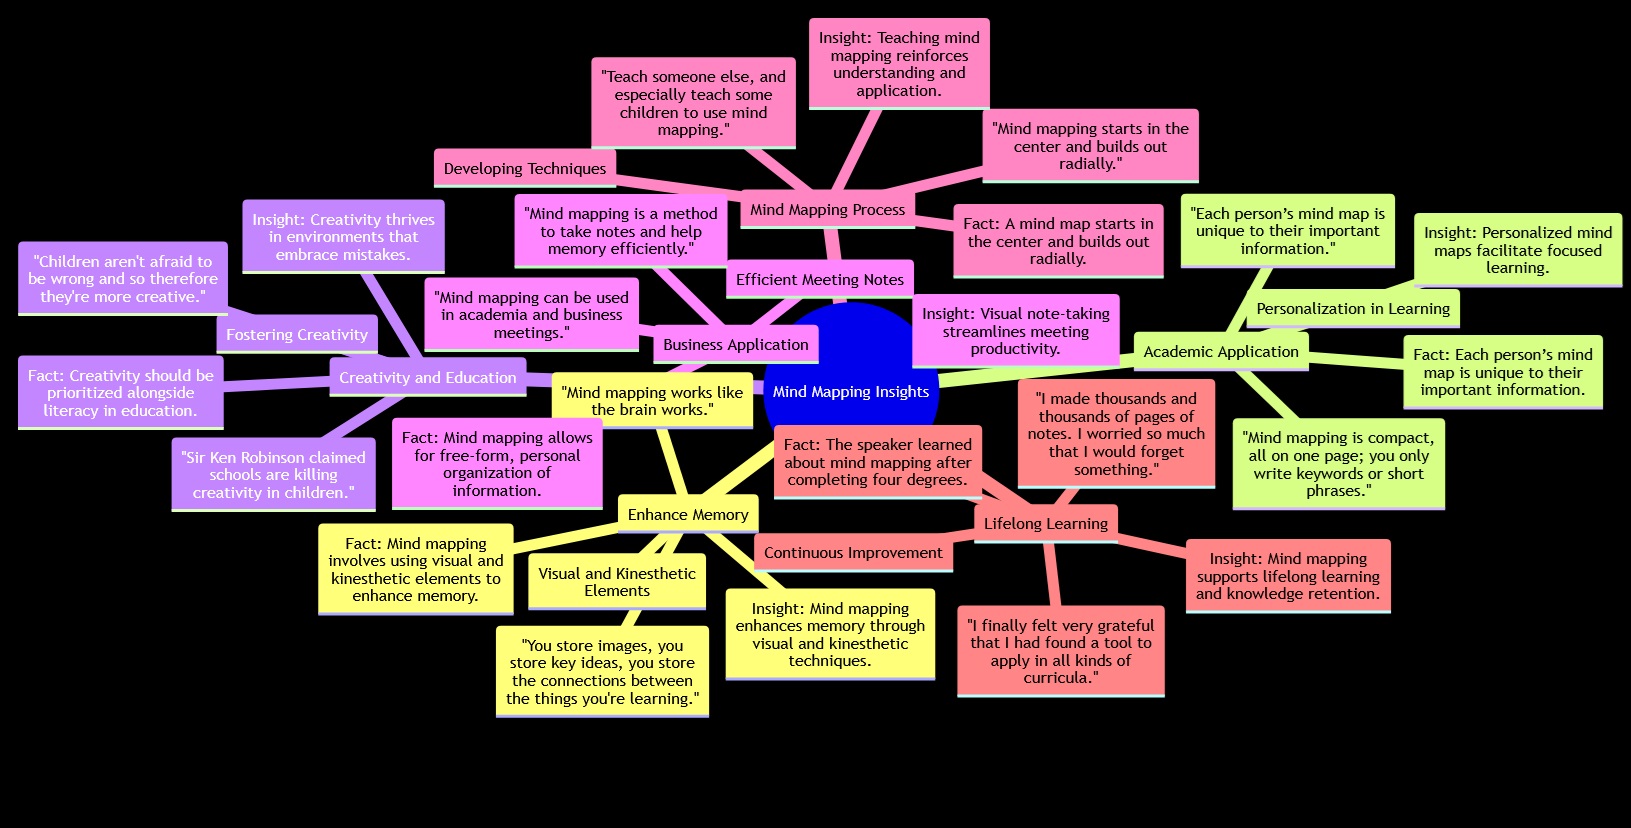 Insight: Teaching mind
mapping reinforces
understanding and
application.
"Teach someone else, and
especially teach some
children to use mind
mapping."
"Mind mapping starts in the
center and builds out
radially."
Developing Techniques
Mind Mapping Process
Fact: A mind map starts in
the center and builds out
radially.
"Mind mapping is a method
to take notes and help
memory efficiently."
Efficient Meeting Notes
"Mind mapping can be used
in academia and business
meetings."
Business Application
Insight: Visual note-taking
streamlines meeting
productivity.
Fact: Mind mapping allows
for free-form, personal
organization of
information.
Insight: Creativity thrives
in environments that
embrace mistakes.
"Children aren't afraid to
be wrong and so therefore
they're more creative."
Fostering Creativity
Creativity and Education
Fact: Creativity should be
prioritized alongside
literacy in education.
"Sir Ken Robinson claimed
schools are killing
creativity in children."
Mind Mapping Insights
"Each person’s mind map is
unique to their important
information."
Insight: Personalized mind
maps facilitate focused
learning.
Personalization in Learning
Academic Application
Fact: Each person’s mind
map is unique to their
important information.
"Mind mapping is compact,
all on one page; you only
write keywords or short
phrases."
"Mind mapping works like
the brain works."
Enhance Memory
Fact: Mind mapping
involves using visual and
kinesthetic elements to
enhance memory.
Visual and Kinesthetic
Elements
"You store images, you
store key ideas, you store
the connections between
the things you're learning."
Insight: Mind mapping
enhances memory through
visual and kinesthetic
techniques.
Fact: The speaker learned
about mind mapping after
completing four degrees.
"I made thousands and
thousands of pages of
notes. I worried so much
that I would forget
something."
Lifelong Learning
Continuous Improvement
Insight: Mind mapping
supports lifelong learning
and knowledge retention.
"I finally felt very grateful
that I had found a tool to
apply in all kinds of
curricula."